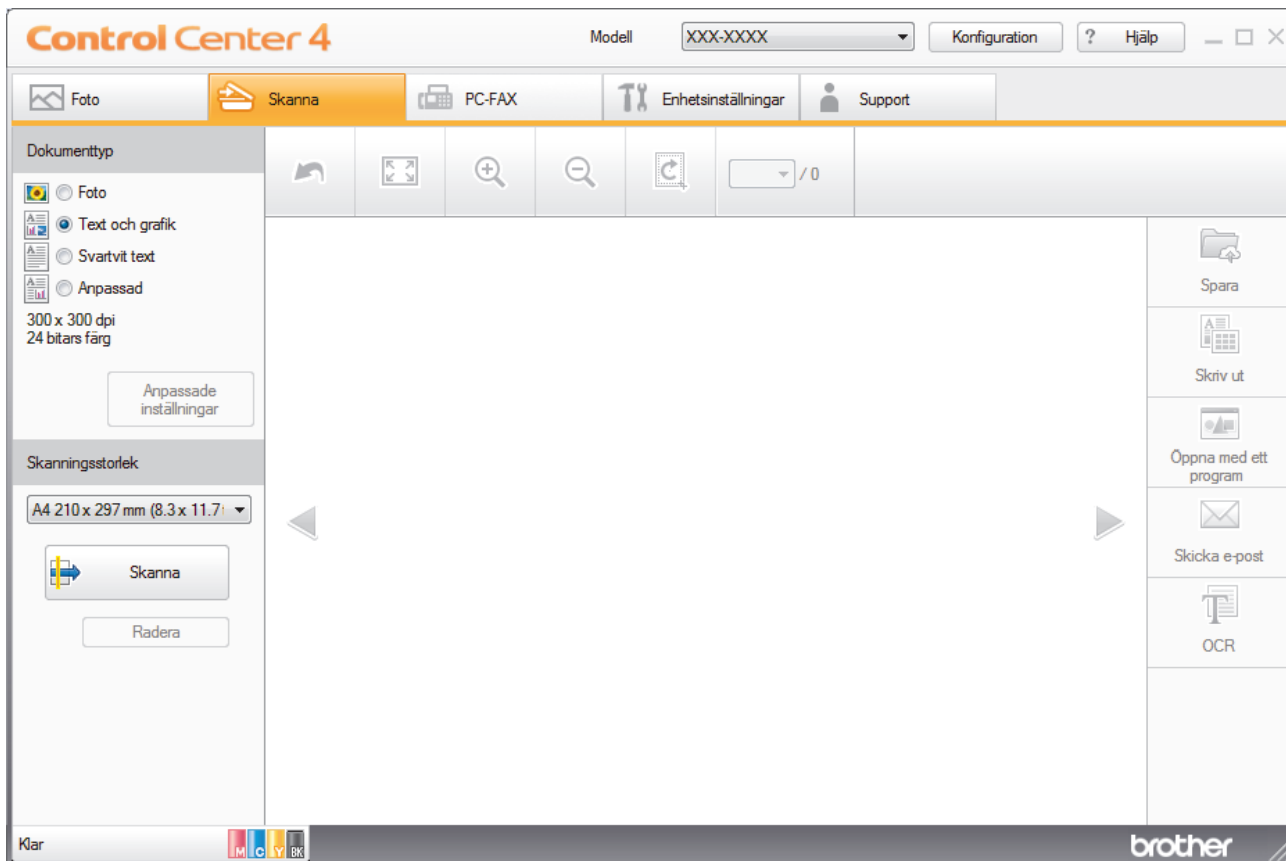 Control Center 4
Modell
XXX-XXXX
Konfiguration
? Hjälp
Foto
Skanna
PC-FAX
Enhetsinställningar
Support
Dokumenttyp
Foto
Text och grafik
Svartvit text
Anpassad
300 x 300 dpi
24 bitars färg
Anpassade
inställningar
Skanningsstorlek
A4 210 x 297 mm (8.3 x 11.7
Skanna
Radera
/ 0
Spara
Skriv ut
Öppna med ett
program
Skicka e-post
OCR
Klar
M C Y BK
brother